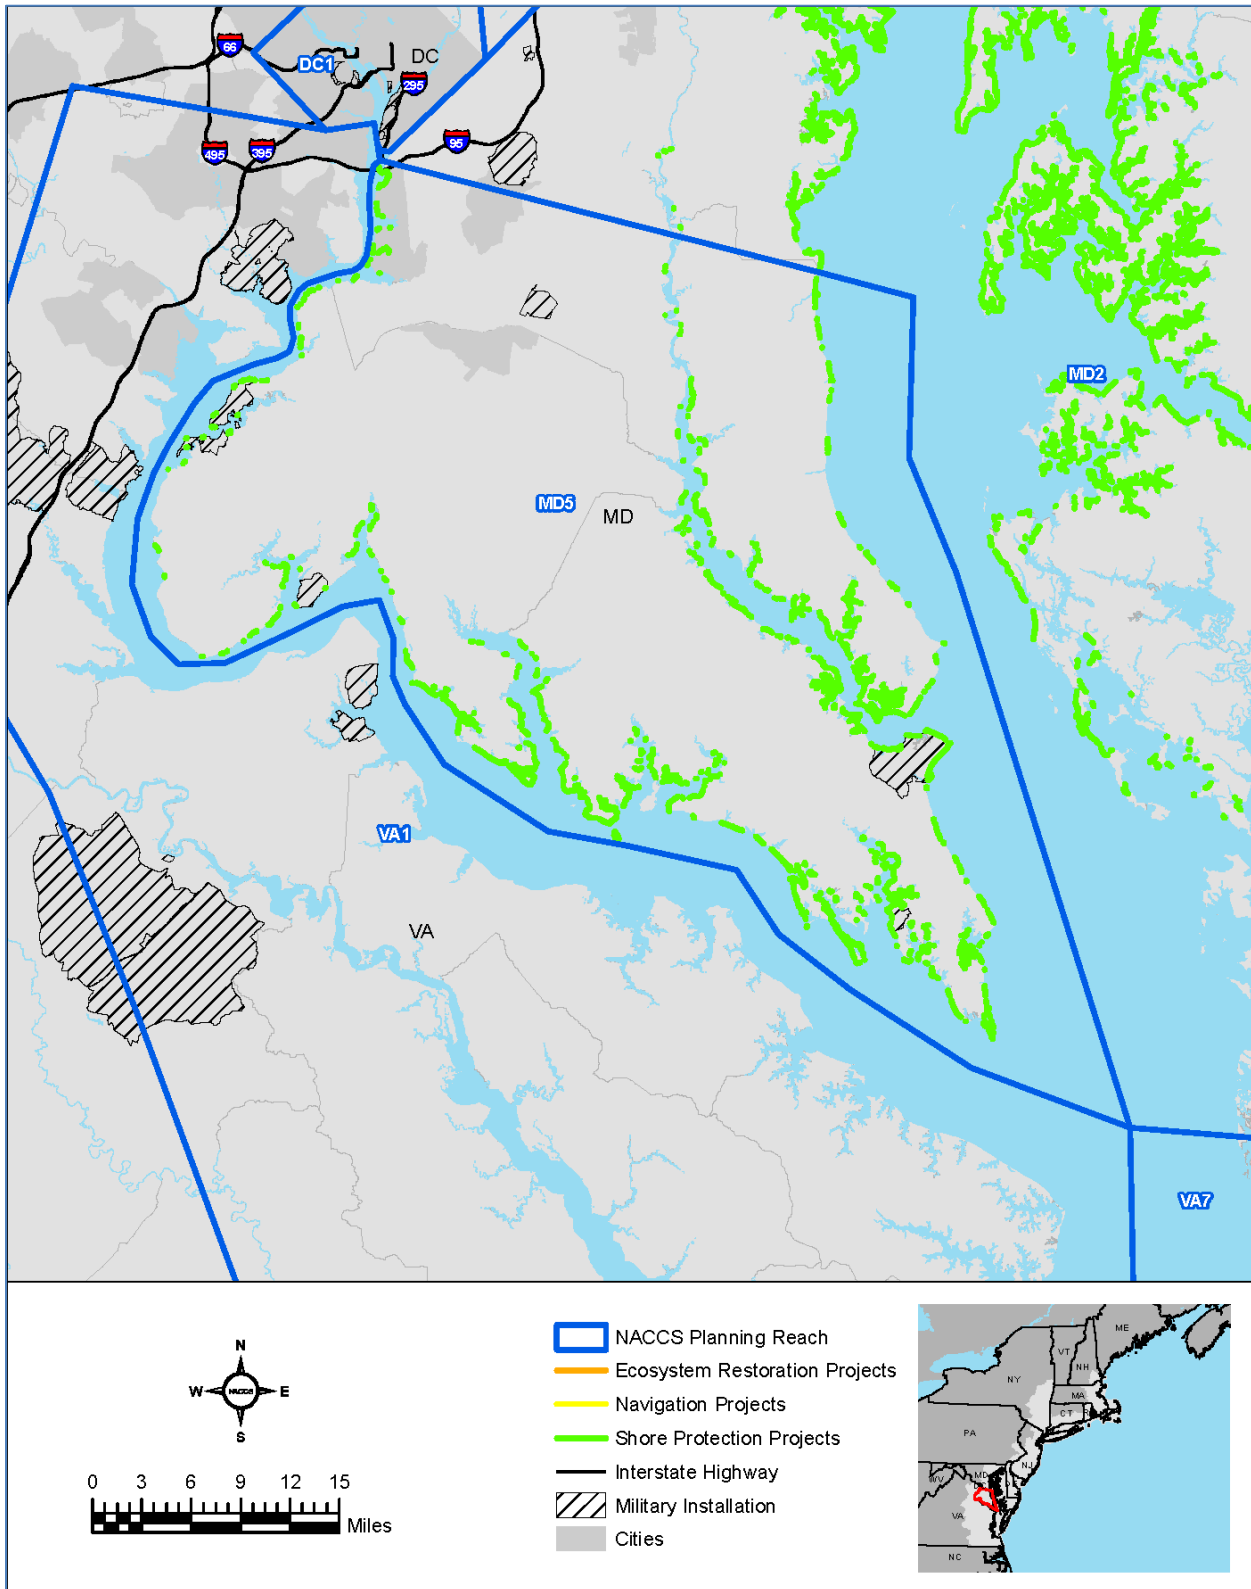 66
DC1
DC
295
495
395
95
MD2
MD5
MD
VA1
VA
VA7
N
W
NACCS
E
S
0 3 6 9 12 15
Miles
NACCS Planning Reach
Ecosystem Restoration Projects
Navigation Projects
Shore Protection Projects
Interstate Highway
Military Installation
Cities
ME
VT
NH
NY
MA
CT
PA
NJ
MD
WV
VA
NC